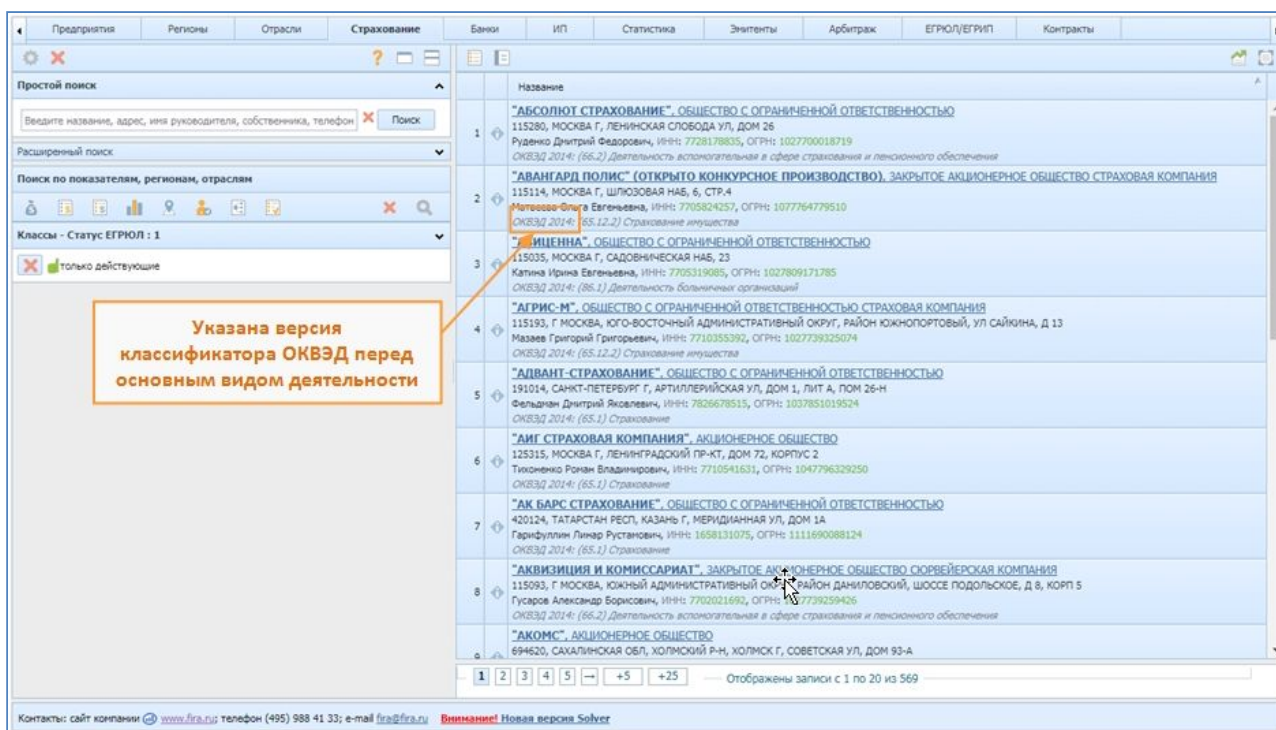 Предприятия Регионы Отрасли Страхование Банки ИП Статистика Эмитенты Арбитраж ЕГРЮЛ/ЕГРИП Контракты
Простой поиск
Введите название, адрес, имя руководителя, собственника, телефон Поиск
Расширенный поиск
Поиск по показателям, регионам, отраслям
Классы - Статус ЕГРЮЛ : 1
только действующие
Указана версия
классификатора ОКВЭД перед
основным видом деятельности
Название
1 "АБСОЛЮТ СТРАХОВАНИЕ", ОБЩЕСТВО С ОГРАНИЧЕННОЙ ОТВЕТСТВЕННОСТЬЮ
115280, МОСКВА Г, ЛЕНИНСКАЯ СЛОБОДА УЛ, ДОМ 26
Руденко Дмитрий Федорович, ИНН: 7728178835, ОГРН: 1027700018719
ОКВЭД 2014: (66.2) Деятельность вспомогательная в сфере страхования и пенсионного обеспечения
2 "АВАНГАРД ПОЛИС" (ОТКРЫТО КОНКУРСНОЕ ПРОИЗВОДСТВО), ЗАКРЫТОЕ АКЦИОНЕРНОЕ ОБЩЕСТВО СТРАХОВАЯ КОМПАНИЯ
115114, МОСКВА Г, ШЛЮЗОВАЯ НАБ, 6, СТР.4
Ольга Евгеньевна, ИНН: 7705824257, ОГРН: 1077764779510
ОКВЭД 2014: (65.12.2) Страхование имущества
3 "АВИЦЕННА", ОБЩЕСТВО С ОГРАНИЧЕННОЙ ОТВЕТСТВЕННОСТЬЮ
115035, МОСКВА Г, САДОВНИЧЕСКАЯ НАБ, 23
Катина Ирина Евгеньевна, ИНН: 7705319085, ОГРН: 1027809171785
ОКВЭД 2014: (86.1) Деятельность больничных организаций
4 "АГРИС-М", ОБЩЕСТВО С ОГРАНИЧЕННОЙ ОТВЕТСТВЕННОСТЬЮ СТРАХОВАЯ КОМПАНИЯ
115193, Г МОСКВА, ЮГО-ВОСТОЧНЫЙ АДМИНИСТРАТИВНЫЙ ОКРУГ, РАЙОН ЮЖНОПОРТОВЫЙ, УЛ САЙКИНА, Д 13
Мазаев Григорий Григорьевич, ИНН: 7710355392, ОГРН: 1027739325074
ОКВЭД 2014: (65.12.2) Страхование имущества
5 "АДВАНТ-СТРАХОВАНИЕ", ОБЩЕСТВО С ОГРАНИЧЕННОЙ ОТВЕТСТВЕННОСТЬЮ
191014, САНКТ-ПЕТЕРБУРГ Г, АРТИЛЛЕРИЙСКАЯ УЛ, ДОМ 1, ЛИТ А, ПОМ 26-Н
Фельдман Дмитрий Яковлевич, ИНН: 7826678515, ОГРН: 1037851019524
ОКВЭД 2014: (65.1) Страхование
6 "АИГ СТРАХОВАЯ КОМПАНИЯ", АКЦИОНЕРНОЕ ОБЩЕСТВО
125315, МОСКВА Г, ЛЕНИНГРАДСКИЙ ПР-КТ, ДОМ 72, КОРПУС 2
Тихоненко Роман Владимирович, ИНН: 7710541631, ОГРН: 1047796329250
ОКВЭД 2014: (65.1) Страхование
7 "АК БАРС СТРАХОВАНИЕ", ОБЩЕСТВО С ОГРАНИЧЕННОЙ ОТВЕТСТВЕННОСТЬЮ
420124, ТАТАРСТАН РЕСП, КАЗАНЬ Г, МЕРИДИАННАЯ УЛ, ДОМ 1А
Гарифуллин Линар Рустамович, ИНН: 1658131075, ОГРН: 1111690088124
ОКВЭД 2014: (65.1) Страхование
8 "АКВИЗИЦИЯ И КОМИССАРИАТ", ЗАКРЫТОЕ АКЦИОНЕРНОЕ ОБЩЕСТВО СЮРВЕЙЕРСКАЯ КОМПАНИЯ
115093, Г МОСКВА, ЮЖНЫЙ АДМИНИСТРАТИВНЫЙ ОКРУГ, РАЙОН ДАНИЛОВСКИЙ, ШОССЕ ПОДОЛЬСКОЕ, Д 8, КОРП 5
Гусаров Александр Борисович, ИНН: 7702021692, ОГРН:
ОКВЭД 2014: (66.2) Деятельность вспомогательная в сфере страхования и пенсионного обеспечения
9 "АКОМС", АКЦИОНЕРНОЕ ОБЩЕСТВО
694620, САХАЛИНСКАЯ ОБЛ, ХОЛМСКИЙ Р-Н, ХОЛМСК Г, СОВЕТСКАЯ УЛ, ДОМ 93-А
1 2 3 4 5 → +5 +25 Отображены записи с 1 по 20 из 569
Контакты: сайт компании www.fira.ru; телефон (495) 988 41 33; e-mail fira@fira.ru Внимание! Новая версия Solver